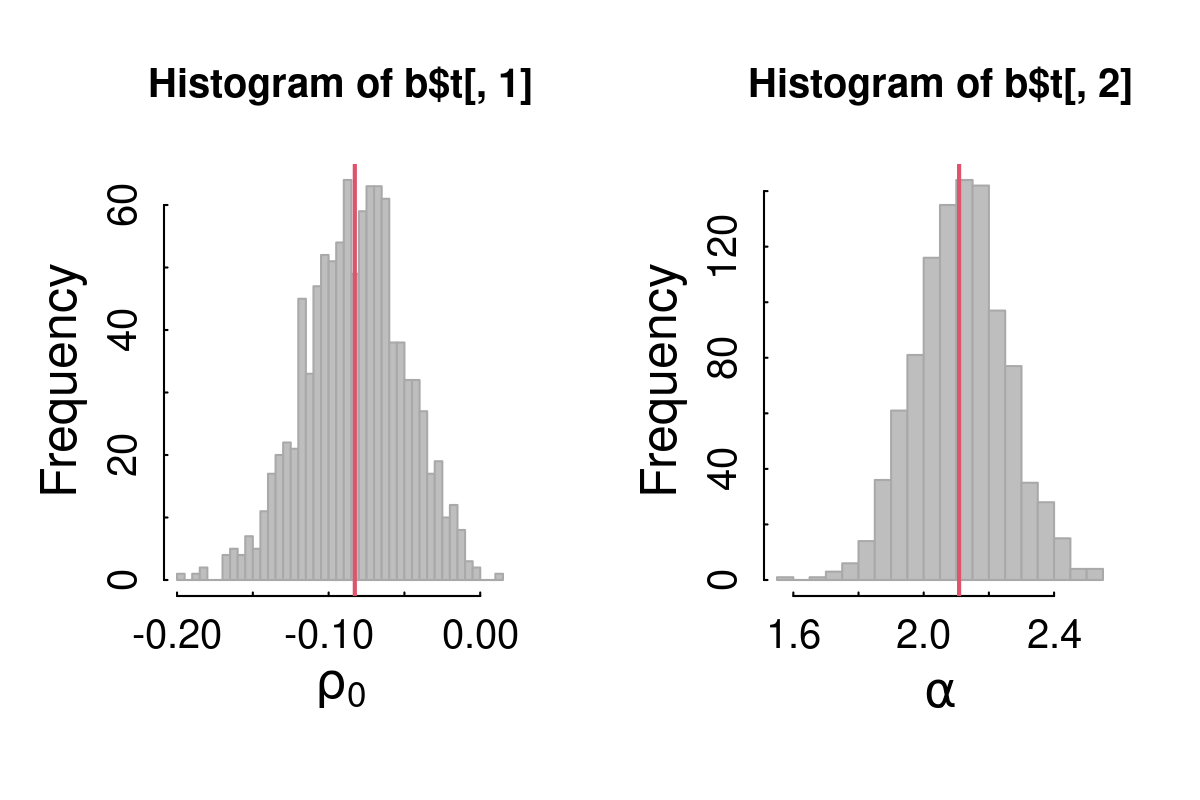 Histogram of b$t[, 1]
Frequency
60
40
20
0
-0.20 -0.10 0.00
ρ0
Histogram of b$t[, 2]
Frequency
120
80
40
0
1.6 2.0 2.4
α